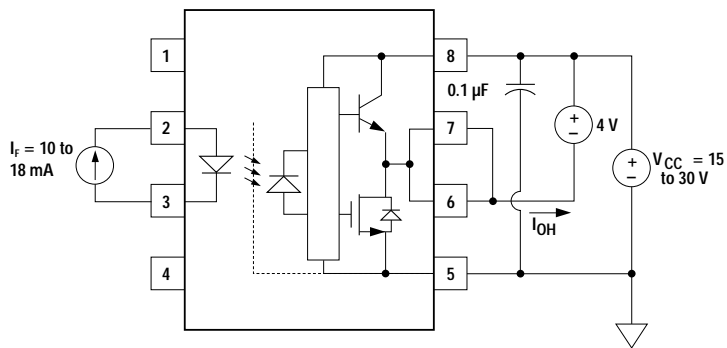 1
8
0.1 µF
2
7
4 V
I_F = 10 to
18 mA
+
–
+
–
V_CC = 15
to 30 V
3
6
I_OH
4
5